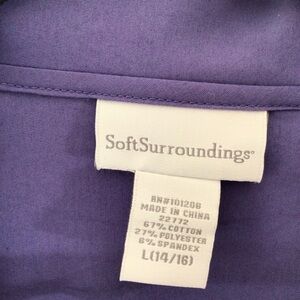 SoftSurroundings®
RN#101208
MADE IN CHINA
22772
67% COTTON
27% POLYESTER
6% SPANDEX
L(14/16)